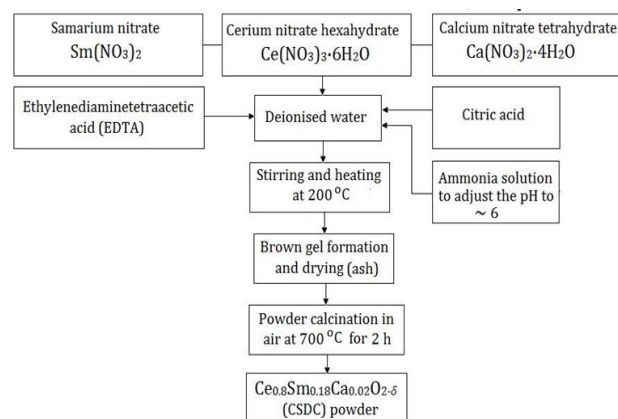 Samarium nitrate
Sm(NO₃)₂
Cerium nitrate hexahydrate
Ce(NO₃)₃·6H₂O
Calcium nitrate tetrahydrate
Ca(NO₃)₂·4H₂O
Ethylenediaminetetraacetic
acid (EDTA)
Deionised water
Citric acid
Stirring and heating
at 200 °C
Ammonia solution
to adjust the pH to
~ 6
Brown gel formation
and drying (ash)
Powder calcination in
air at 700 °C for 2 h
Ce₀.₈Sm₀.₁₈Ca₀.₀₂O₂₋δ
(CSDC) powder